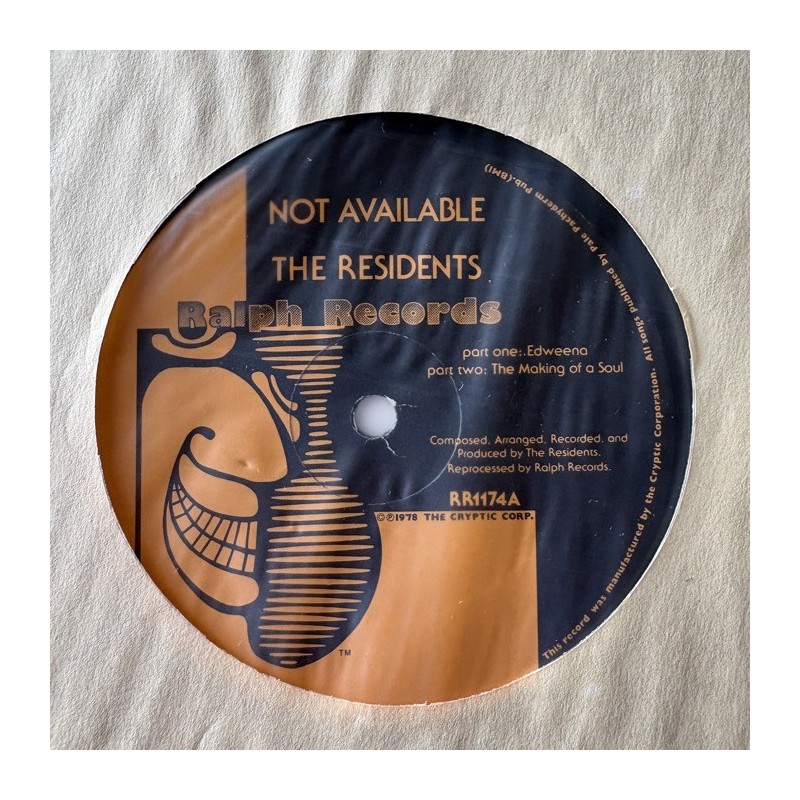 NOT AVAILABLE
THE RESIDENTS
Ralph Records
part one: Edweena
part two: The Making of a Soul
Composed, Arranged, Recorded, and
Produced by The Residents.
Reprocessed by Ralph Records.
RR1174A
©℗1978 THE CRYPTIC CORP.
TM
This record was manufactured by the Cryptic Corporation. All songs published by Pale Pachyderm Pub.(BMI)